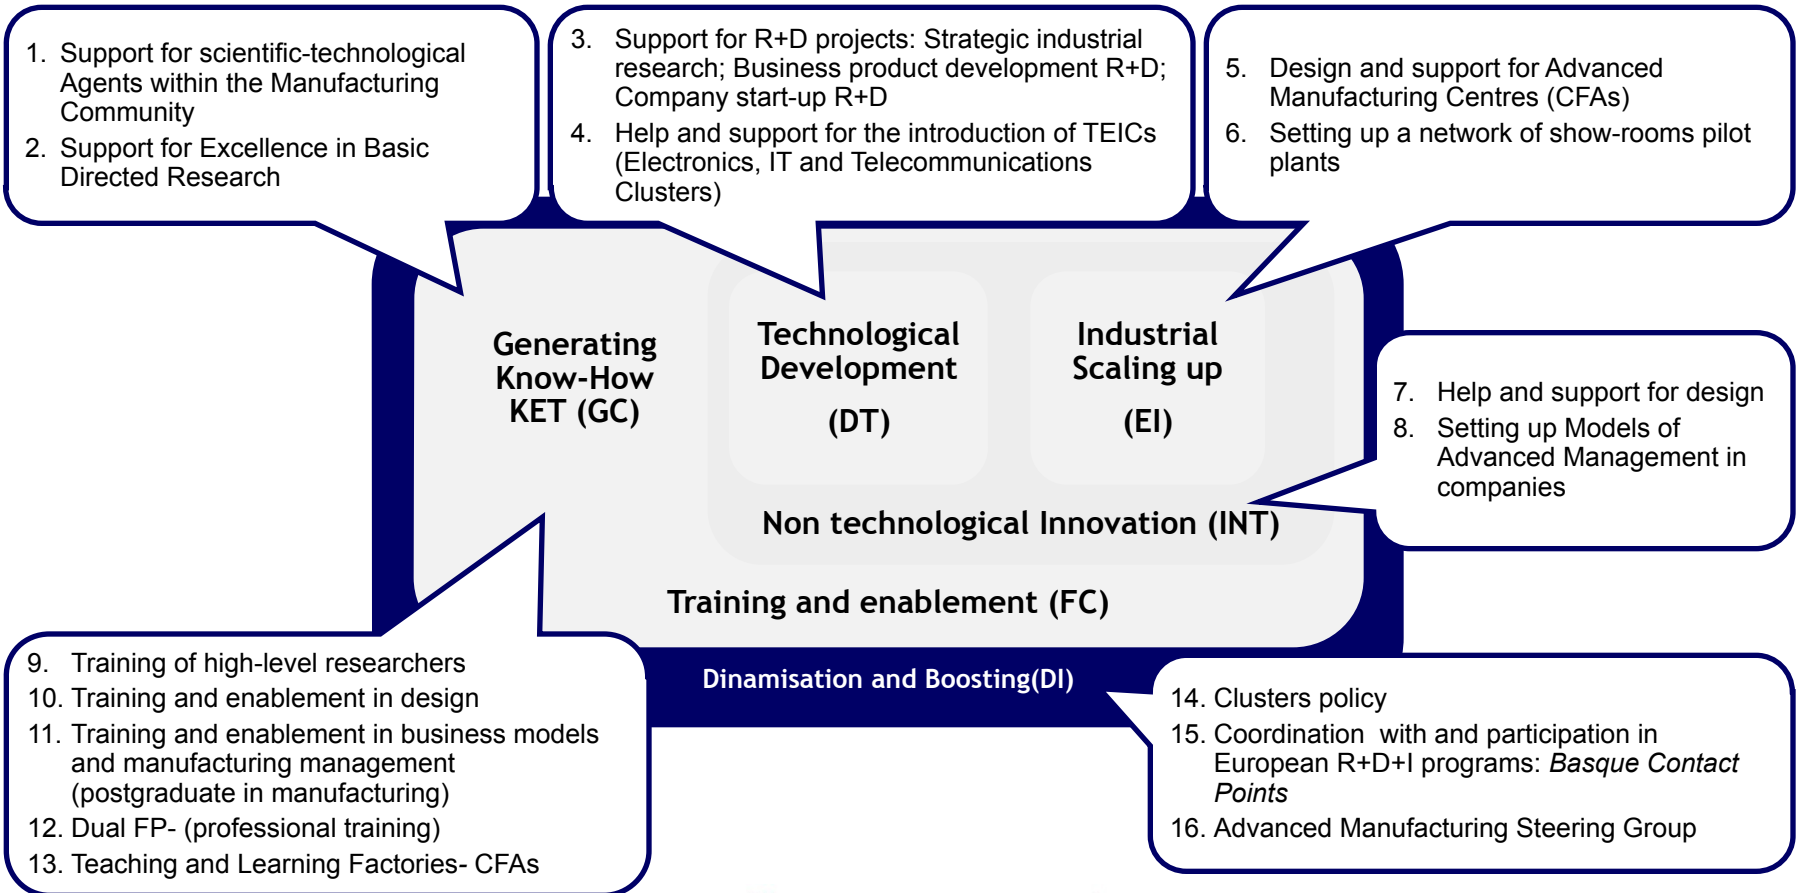 1. Support for scientific-technological
Agents within the Manufacturing
Community
2. Support for Excellence in Basic
Directed Research
3. Support for R+D projects: Strategic industrial
research; Business product development R+D;
Company start-up R+D
4. Help and support for the introduction of TEICs
(Electronics, IT and Telecommunications
Clusters)
5. Design and support for Advanced
Manufacturing Centres (CFAs)
6. Setting up a network of show-rooms pilot
plants
Generating
Know-How
KET (GC)
Technological
Development
(DT)
Industrial
Scaling up
(EI)
7. Help and support for design
8. Setting up Models of
Advanced Management in
companies
Non technological Innovation (INT)
Training and enablement (FC)
Dinamisation and Boosting(DI)
9. Training of high-level researchers
10. Training and enablement in design
11. Training and enablement in business models
and manufacturing management
(postgraduate in manufacturing)
12. Dual FP- (professional training)
13. Teaching and Learning Factories- CFAs
14. Clusters policy
15. Coordination with and participation in
European R+D+I programs: Basque Contact
Points
16. Advanced Manufacturing Steering Group